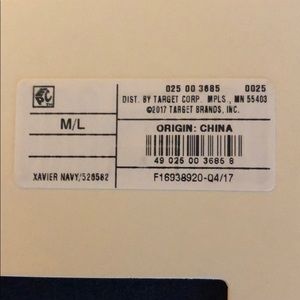 025 00 3685 0025
DIST. BY TARGET CORP. MPLS., MN 55403
©2017 TARGET BRANDS, INC.
M/L
ORIGIN: CHINA
49 025 00 3685 8
XAVIER NAVY/526582
F16938920-Q4/17